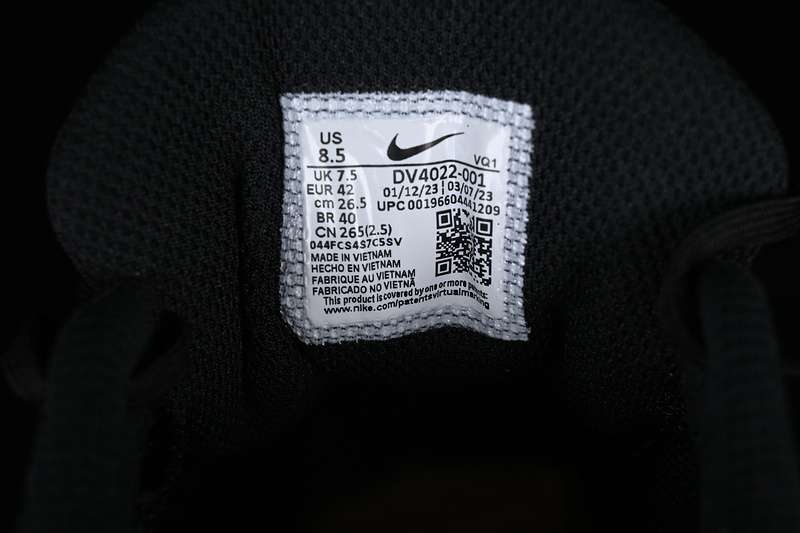 US
8.5
VQ1
UK 7.5
DV4022-001
EUR 42
01/12/23 | 03/07/23
cm 26.5
UPC 00196604441209
BR 40
CN 265(2.5)
044FCS4S7C5SV
MADE IN VIETNAM
HECHO EN VIETNAM
FABRIQUE AU VIETNAM
FABRICADO NO VIETNÃ
This product is covered by one or more patents:
www.nike.com/patentsvirtualmarking